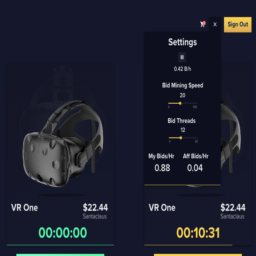 x
Sign Out
Settings
0.42 B/h
Bid Mining Speed
20
Bid Threads
12
My Bids/Hr
Aff Bids/Hr
0.88
0.04
VR One
$22.44
Santaclaus
00:00:00
VR One
$22.44
Santaclaus
00:10:31